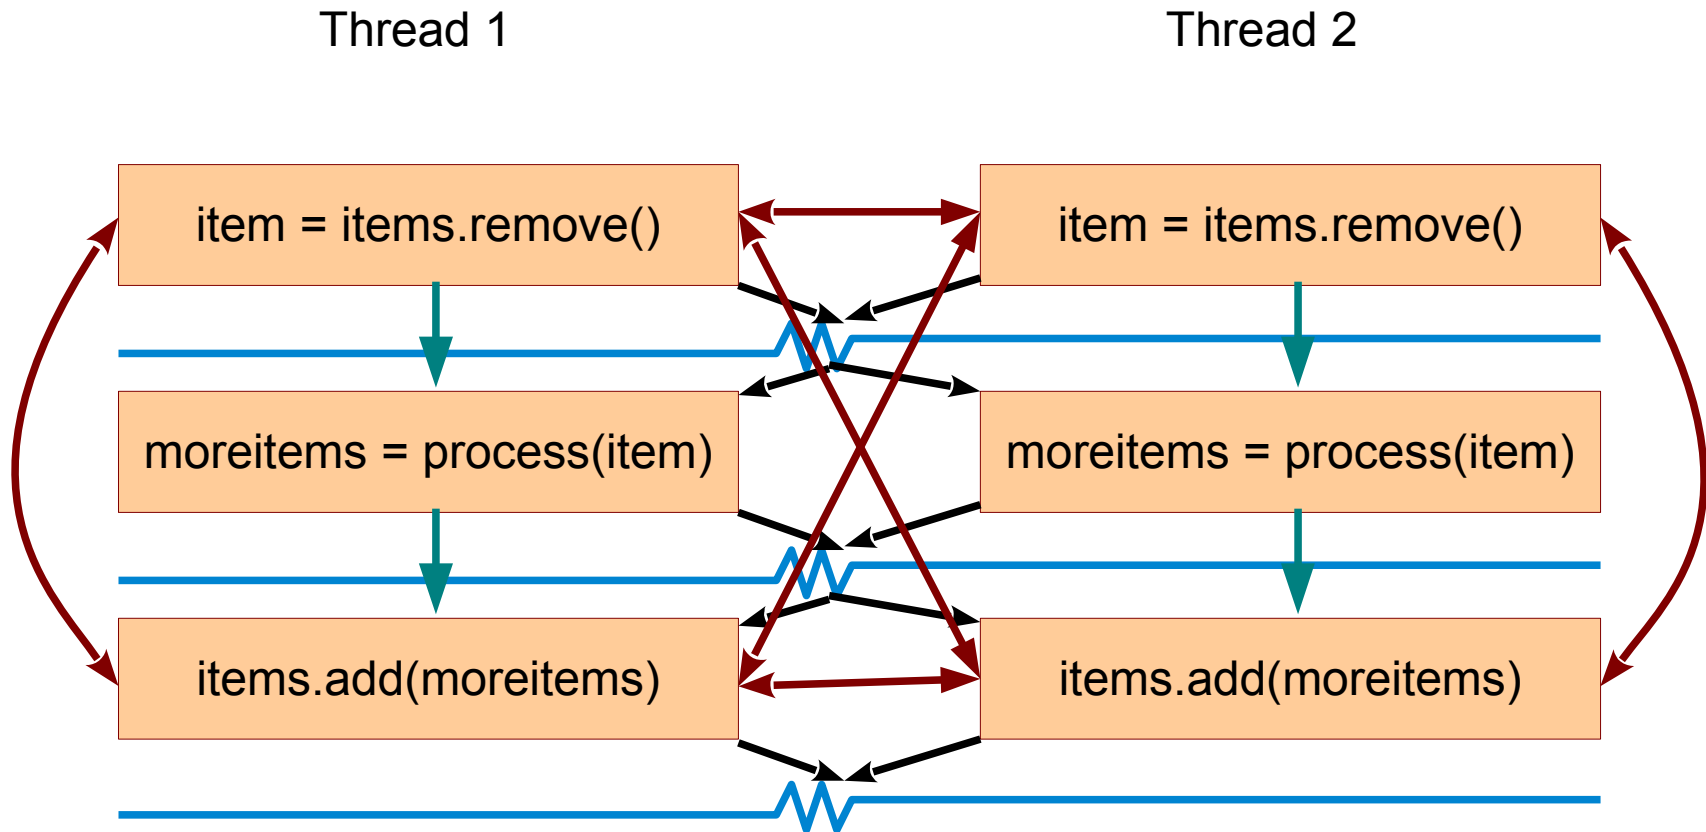 Thread 1
Thread 2
item = items.remove()
item = items.remove()
moreitems = process(item)
moreitems = process(item)
items.add(moreitems)
items.add(moreitems)